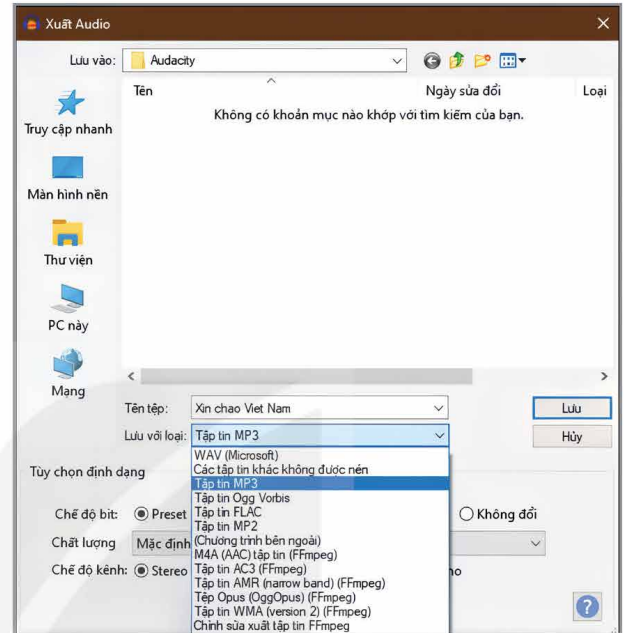 Xuất Audio
Lưu vào: Audacity
Tên Ngày sửa đổi Loại
Không có khoản mục nào khớp với tìm kiếm của bạn.
Truy cập nhanh
Màn hình nền
Thư viện
PC này
Mạng
Tên tệp: Xin chao Viet Nam Lưu
Lưu với loại: Tập tin MP3 Hủy
WAV (Microsoft)
Các tập tin khác không được nén
Tập tin MP3
Tập tin Ogg Vorbis
Tập tin FLAC
Tập tin MP2
(Chương trình bên ngoài)
M4A (AAC) tập tin (FFmpeg)
Tập tin AC3 (FFmpeg)
Tập tin AMR (narrow band) (FFmpeg)
Tệp Opus (OggOpus) (FFmpeg)
Tập tin WMA (version 2) (FFmpeg)
Chỉnh sửa xuất tập tin FFmpeg
Tùy chọn định dạng
Chế độ bit: Preset Không đổi
Chất lượng Mặc định
Chế độ kênh: Stereo no